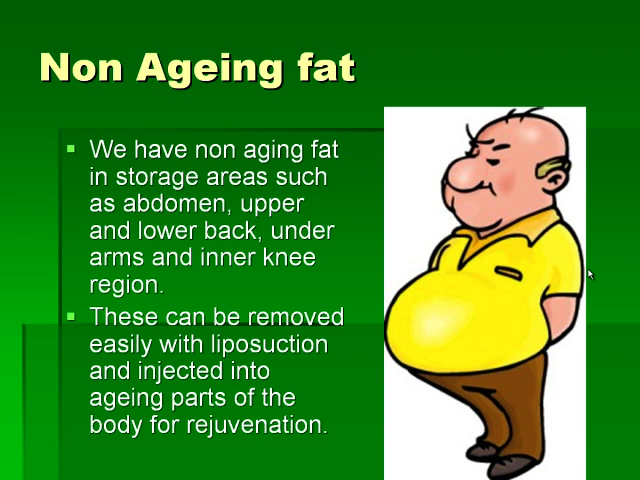 Non Ageing fat
We have non aging fat
in storage areas such
as abdomen, upper
and lower back, under
arms and inner knee
region.
These can be removed
easily with liposuction
and injected into
ageing parts of the
body for rejuvenation.